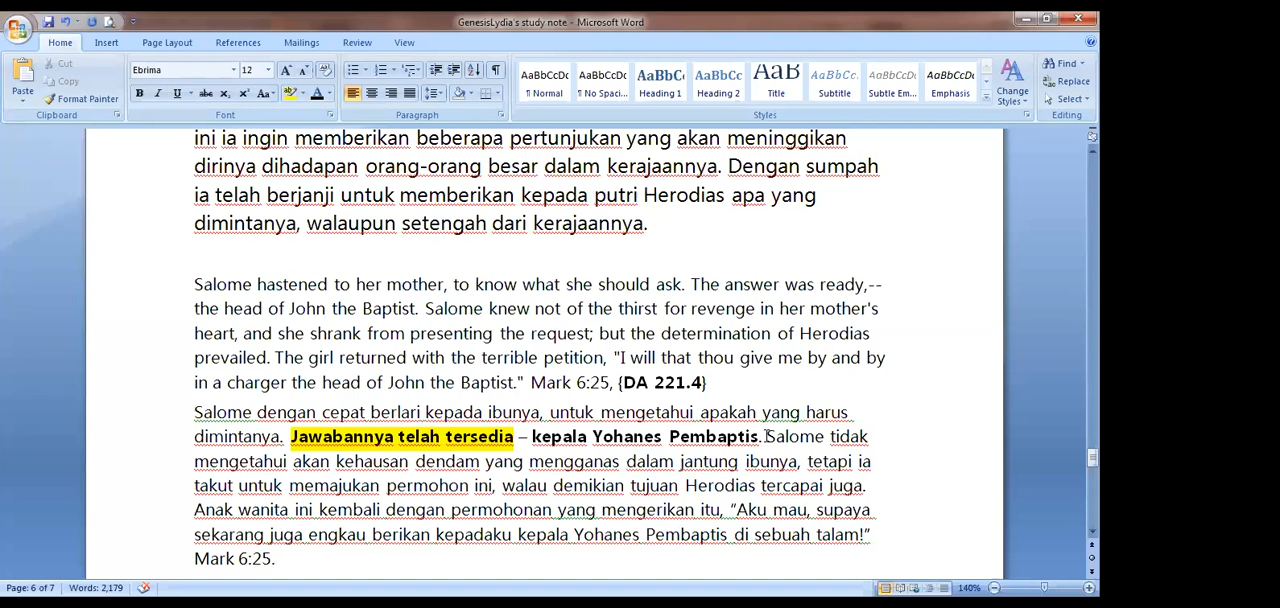 GenesisLydia's study note - Microsoft Word
Home Insert Page Layout References Mailings Review View
Paste
Cut
Copy
Format Painter
Clipboard
Ebrima 12
B I U abc x₂ x² Aa
Font
Paragraph
AaBbCcDc AaBbCcDc AaBbCc AaBbCc AaB AaBbCc. AaBbCcDc AaBbCcDc
¶ Normal ¶ No Spaci... Heading 1 Heading 2 Title Subtitle Subtle Em... Emphasis
Change Styles
Styles
Find
Replace
Select
Editing
ini ia ingin memberikan beberapa pertunjukan yang akan meninggikan
dirinya dihadapan orang-orang besar dalam kerajaannya. Dengan sumpah
ia telah berjanji untuk memberikan kepada putri Herodias apa yang
dimintanya, walaupun setengah dari kerajaannya.
Salome hastened to her mother, to know what she should ask. The answer was ready,--
the head of John the Baptist. Salome knew not of the thirst for revenge in her mother's
heart, and she shrank from presenting the request; but the determination of Herodias
prevailed. The girl returned with the terrible petition, "I will that thou give me by and by
in a charger the head of John the Baptist." Mark 6:25, {DA 221.4}
Salome dengan cepat berlari kepada ibunya, untuk mengetahui apakah yang harus
dimintanya. Jawabannya telah tersedia – kepala Yohanes Pembaptis. Salome tidak
mengetahui akan kehausan dendam yang mengganas dalam jantung ibunya, tetapi ia
takut untuk memajukan permohon ini, walau demikian tujuan Herodias tercapai juga.
Anak wanita ini kembali dengan permohonan yang mengerikan itu, "Aku mau, supaya
sekarang juga engkau berikan kepadaku kepala Yohanes Pembaptis di sebuah talam!"
Mark 6:25.
Page: 6 of 7 Words: 2,179 140%